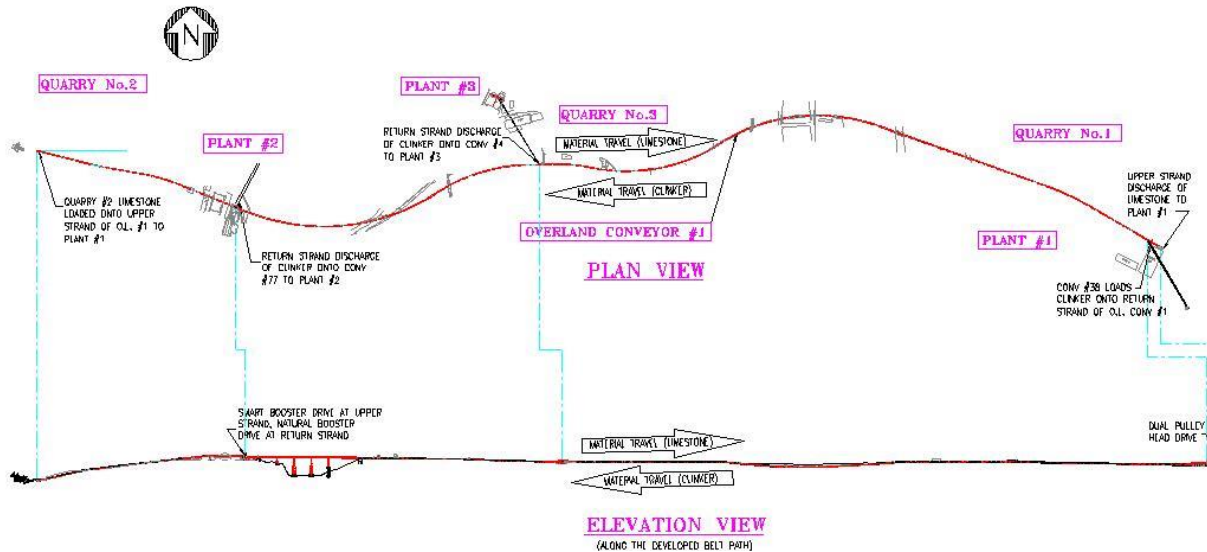 N
QUARRY No.2
PLANT #3
QUARRY No.3
QUARRY No.1
PLANT #2
RETURN STRAND DISCHARGE
OF CLINKER ONTO CONV #4
TO PLANT #3
MATERIAL TRAVEL (LIMESTONE)
MATERIAL TRAVEL (CLINKER)
UPPER STRAND
DISCHARGE OF
LIMESTONE TO
PLANT #1
QUARRY #2 LIMESTONE
LOADED ONTO UPPER
STRAND OF O.L. #1 TO
PLANT #1
OVERLAND CONVEYOR #1
PLANT #1
RETURN STRAND DISCHARGE
OF CLINKER ONTO CONV
#77 TO PLANT #2
PLAN VIEW
CONV #38 LOADS
CLINKER ONTO RETURN
STRAND OF O.L. CONV #1
SMART BOOSTER DRIVE AT UPPER
STRAND, NATURAL BOOSTER
DRIVE AT RETURN STRAND
DUAL PULLEY
HEAD DRIVE
MATERIAL TRAVEL (LIMESTONE)
MATERIAL TRAVEL (CLINKER)
ELEVATION VIEW
(ALONG THE DEVELOPED BELT PATH)